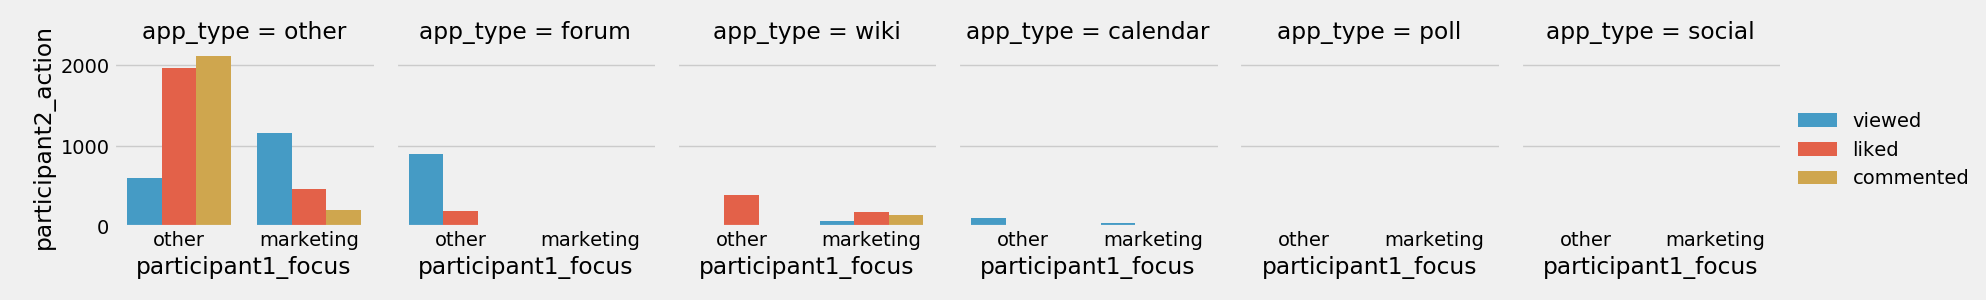 app_type = other
app_type = forum
app_type = wiki
app_type = calendar
app_type = poll
app_type = social
participant2_action
2000
1000
0
other marketing
other marketing
other marketing
other marketing
other marketing
other marketing
participant1_focus
participant1_focus
participant1_focus
participant1_focus
participant1_focus
participant1_focus
viewed
liked
commented